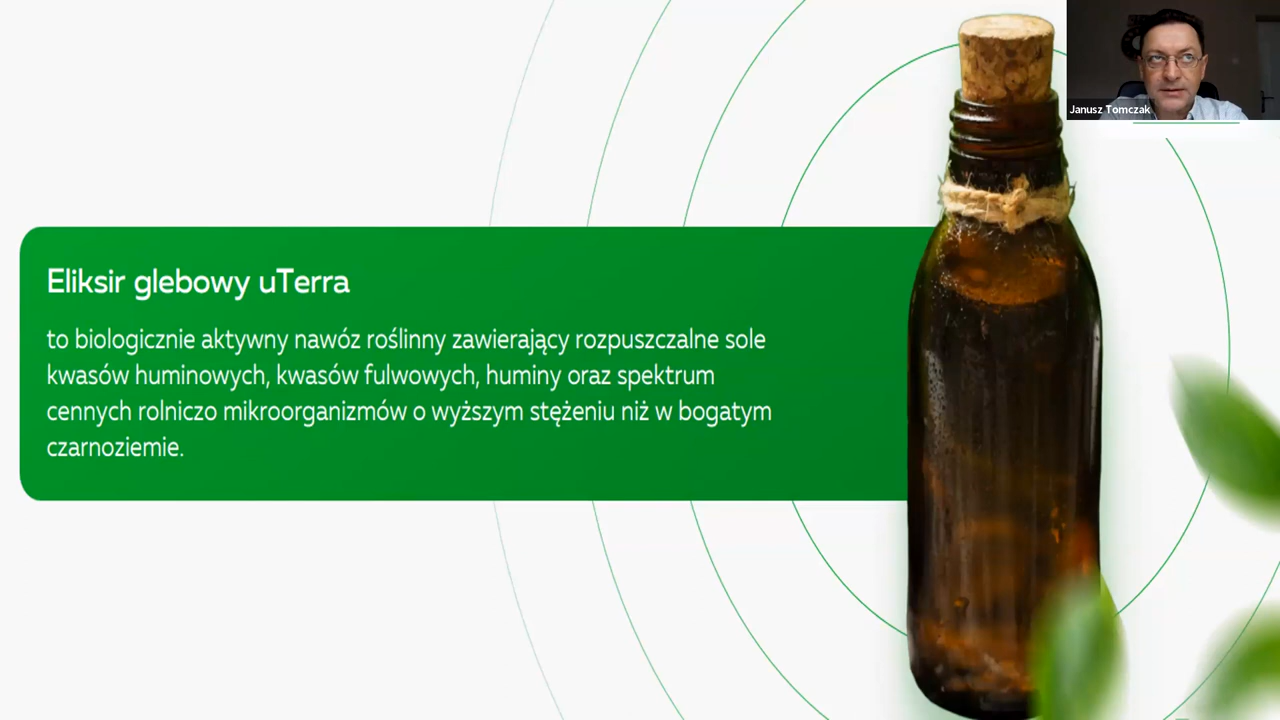 Eliksir glebowy uTerra
to biologicznie aktywny nawóz roślinny zawierający rozpuszczalne sole
kwasów huminowych, kwasów fulwowych, huminy oraz spektrum
cennych rolniczo mikroorganizmów o wyższym stężeniu niż w bogatym
czarnoziemie.
Janusz Tomczak